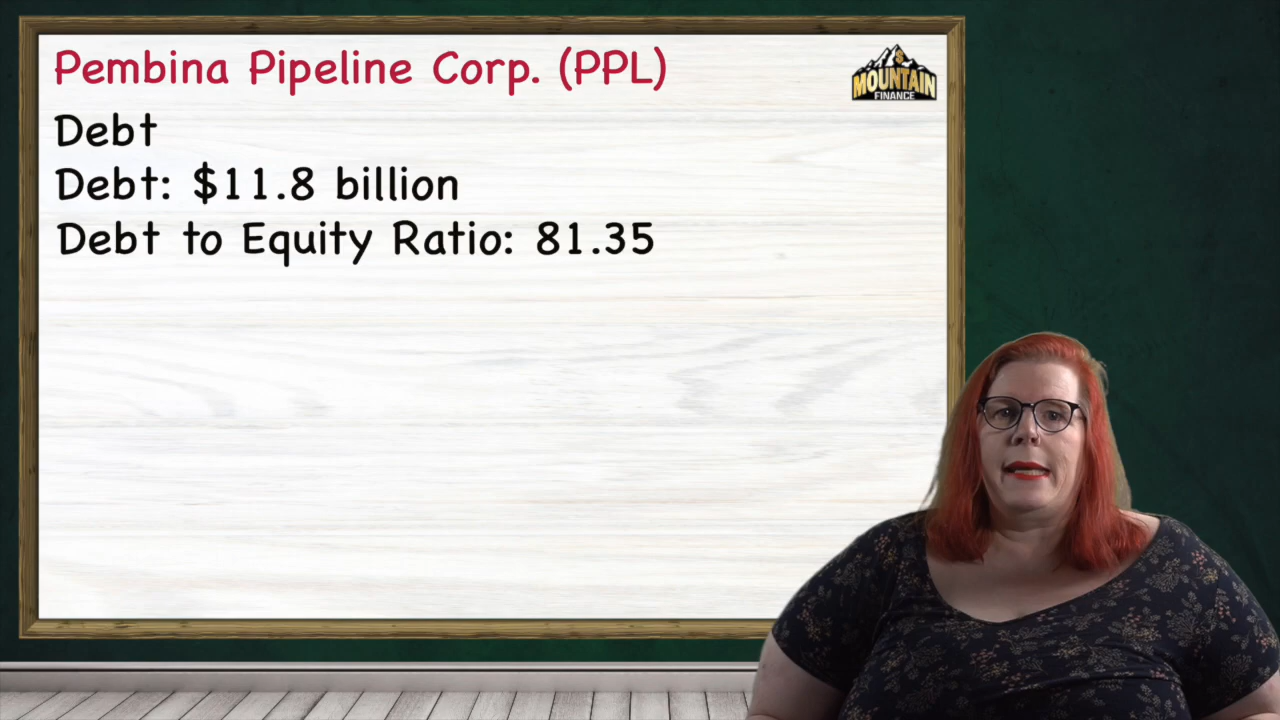 Pembina Pipeline Corp. (PPL)
MOUNTAIN
FINANCE
Debt
Debt: $11.8 billion
Debt to Equity Ratio: 81.35